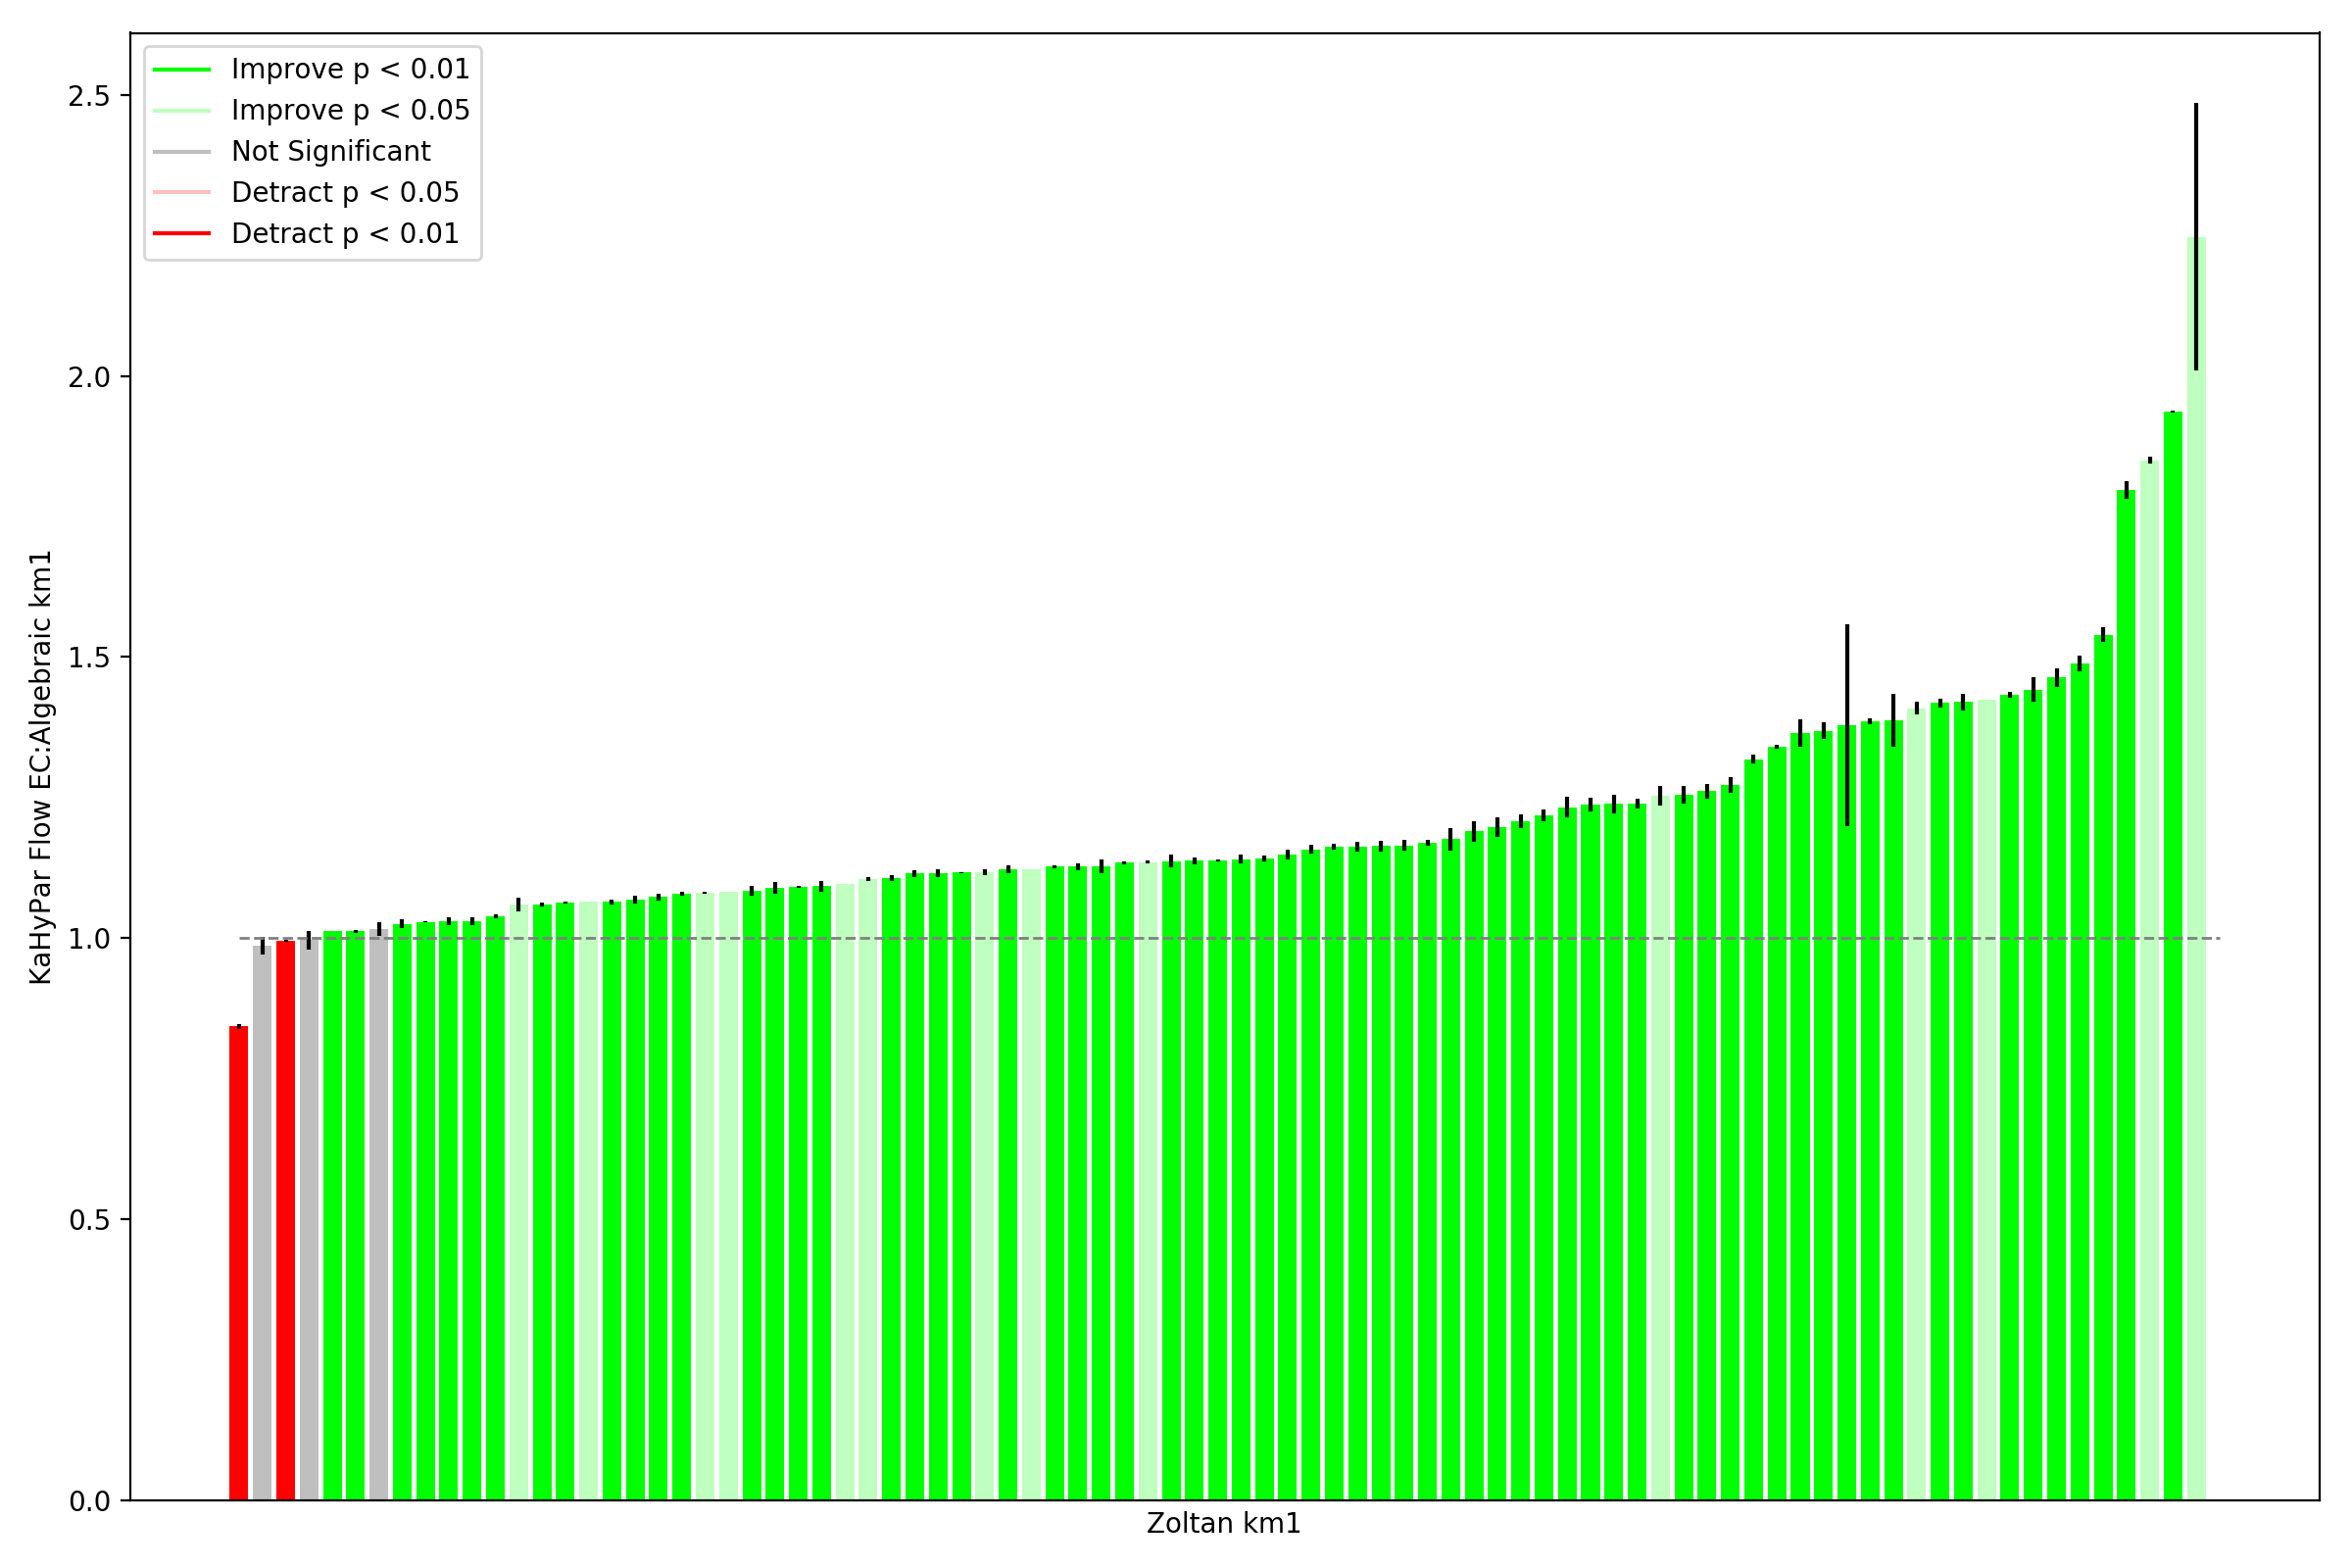 Improve p < 0.01
Improve p < 0.05
Not Significant
Detract p < 0.05
Detract p < 0.01
2.5
2.0
1.5
1.0
0.5
0.0
KaHyPar Flow EC:Algebraic km1
Zoltan km1